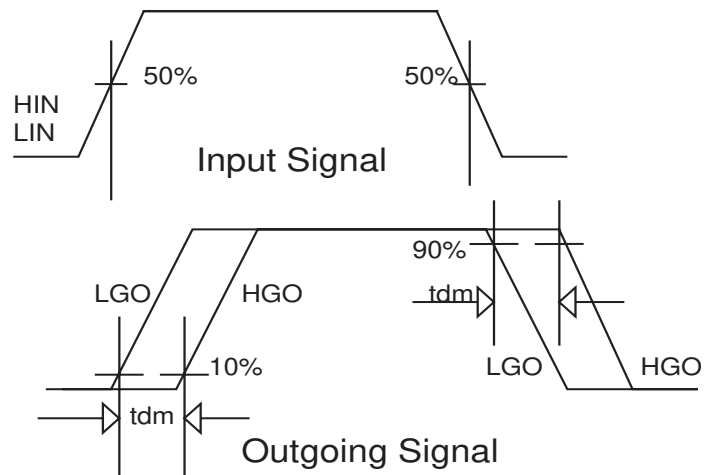 50%
50%
HIN
LIN
Input Signal
90%
LGO
HGO
tdm
10%
LGO
HGO
tdm
Outgoing Signal